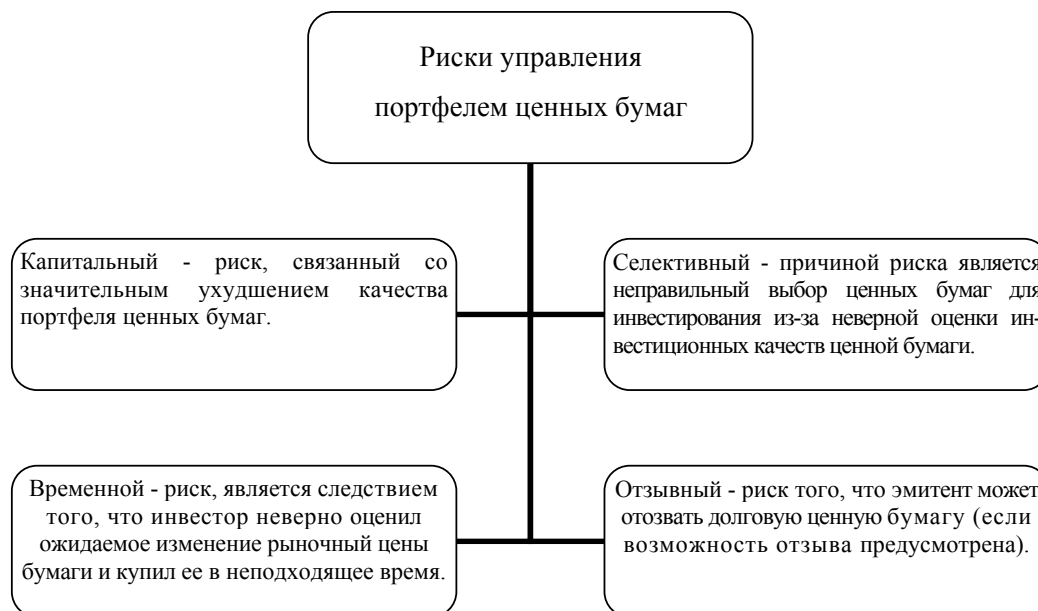 Риски управления
портфелем ценных бумаг
Капитальный - риск, связанный со
значительным ухудшением качества
портфеля ценных бумаг.
Селективный - причиной риска является
неправильный выбор ценных бумаг для
инвестирования из-за неверной оценки ин-
вестиционных качеств ценной бумаги.
Временной - риск, является следствием
того, что инвестор неверно оценил
ожидаемое изменение рыночный цены
бумаги и купил ее в неподходящее время.
Отзывный - риск того, что эмитент может
отозвать долговую ценную бумагу (если
возможность отзыва предусмотрена).